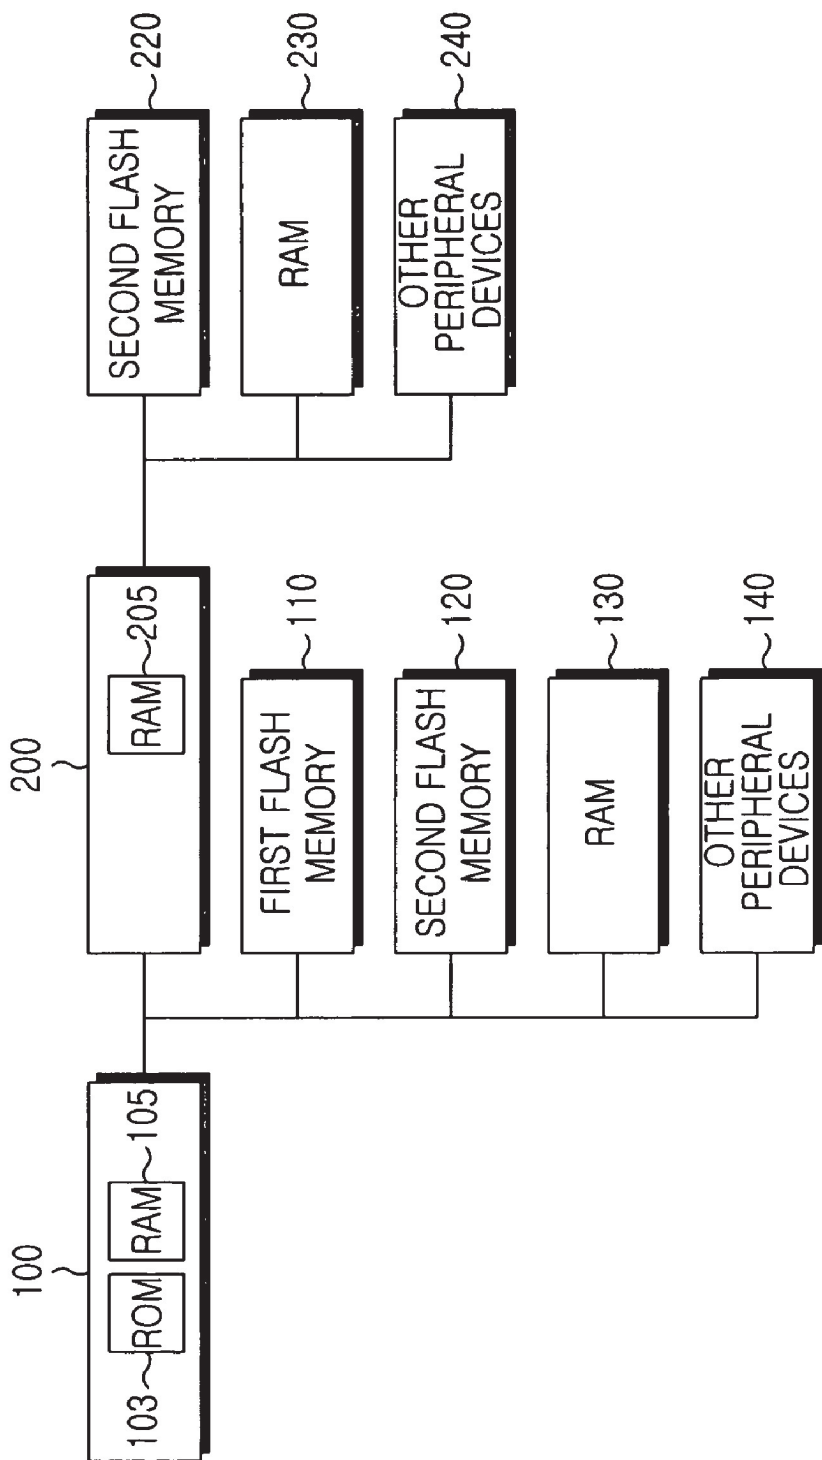 100
103
ROM
RAM
105
200
RAM
205
FIRST FLASH
MEMORY
110
SECOND FLASH
MEMORY
120
RAM
130
OTHER
PERIPHERAL
DEVICES
140
SECOND FLASH
MEMORY
220
RAM
230
OTHER
PERIPHERAL
DEVICES
240